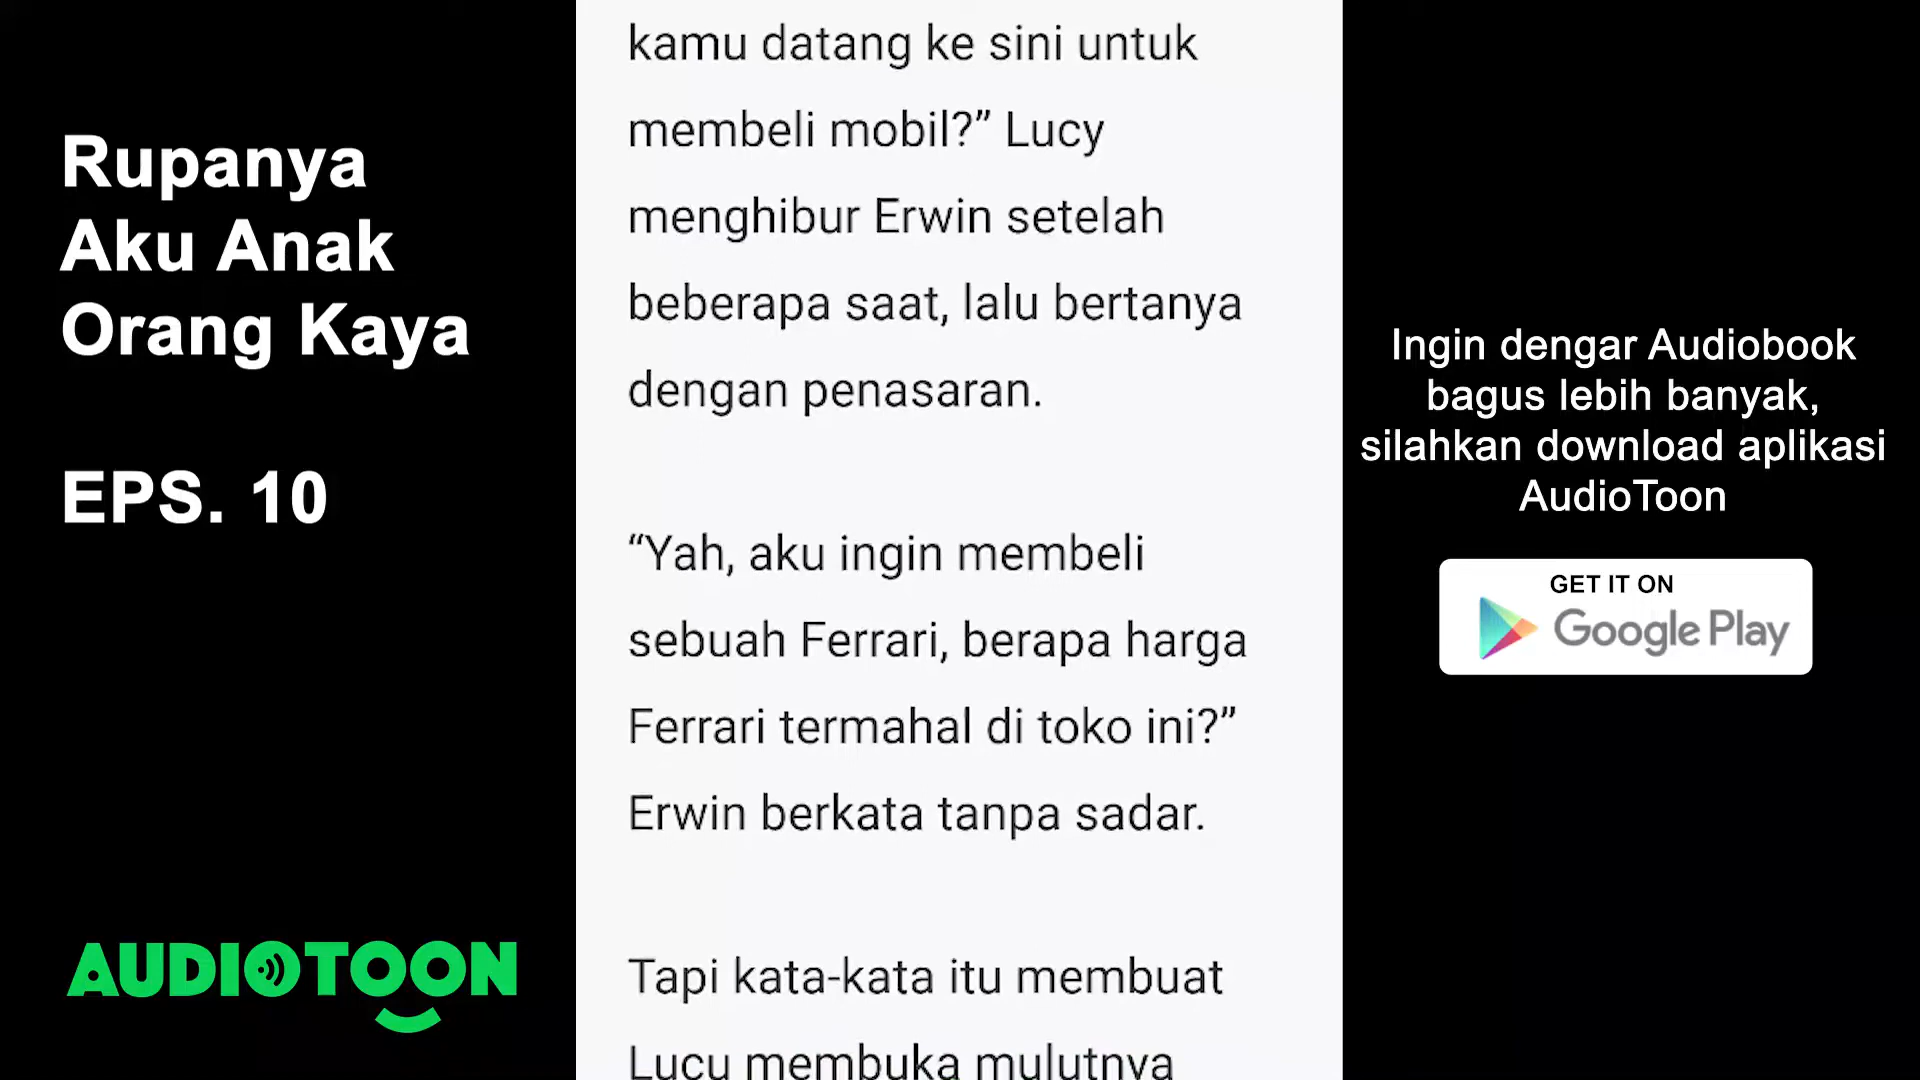 Rupanya
Aku Anak
Orang Kaya
EPS. 10
AUDIOTOON
kamu datang ke sini untuk
membeli mobil?” Lucy
menghibur Erwin setelah
beberapa saat, lalu bertanya
dengan penasaran.
“Yah, aku ingin membeli
sebuah Ferrari, berapa harga
Ferrari termahal di toko ini?”
Erwin berkata tanpa sadar.
Tapi kata-kata itu membuat
Lucu membuka mulutnya
Ingin dengar Audiobook
bagus lebih banyak,
silahkan download aplikasi
AudioToon
GET IT ON
Google Play